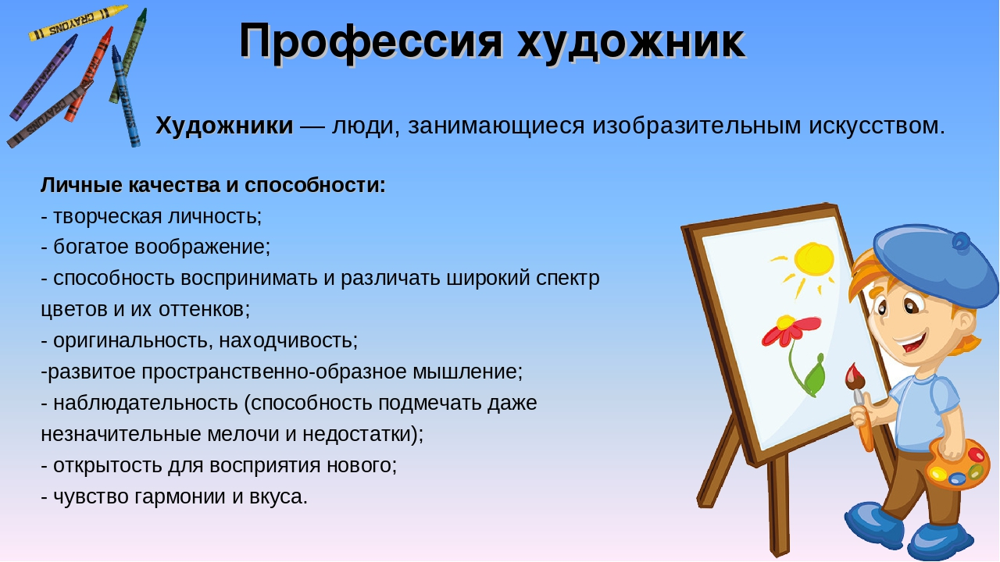 CRAYONS
CRAYONS
CRAYONS
CRAYONS
Профессия художник
Художники — люди, занимающиеся изобразительным искусством.
Личные качества и способности:
- творческая личность;
- богатое воображение;
- способность воспринимать и различать широкий спектр
цветов и их оттенков;
- оригинальность, находчивость;
-развитое пространственно-образное мышление;
- наблюдательность (способность подмечать даже
незначительные мелочи и недостатки);
- открытость для восприятия нового;
- чувство гармонии и вкуса.